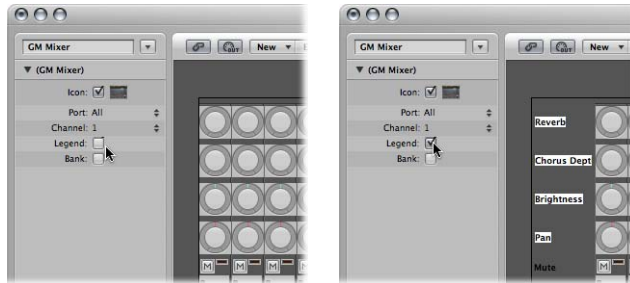 GM Mixer
New
(GM Mixer)
Icon:
Port: All
Channel: 1
Legend:
Bank:
M M M M
GM Mixer
New
(GM Mixer)
Icon:
Port: All
Channel: 1
Legend:
Bank:
Reverb
Chorus Dept
Brightness
Pan
Mute
M